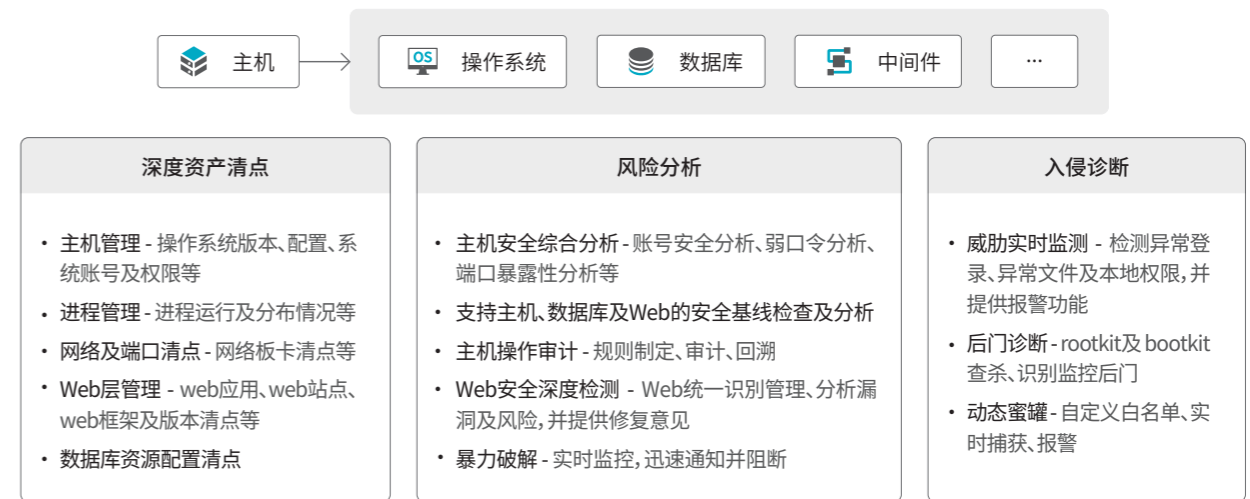 主机
OS 操作系统
数据库
中间件
...
深度资产清点
• 主机管理 - 操作系统版本、配置、系
统账号及权限等
• 进程管理 - 进程运行及分布情况等
• 网络及端口清点 - 网络板卡清点等
• Web层管理 - web应用、web站点、
web框架及版本清点等
• 数据库资源配置清点
风险分析
• 主机安全综合分析 - 账号安全分析、弱口令分析、
端口暴露性分析等
• 支持主机、数据库及Web的安全基线检查及分析
• 主机操作审计 - 规则制定、审计、回溯
• Web安全深度检测 - Web统一识别管理、分析漏
洞及风险,并提供修复意见
• 暴力破解 - 实时监控,迅速通知并阻断
入侵诊断
• 威胁实时监测 - 检测异常登
录、异常文件及本地权限,并
提供报警功能
• 后门诊断 - rootkit及 bootkit
查杀、识别监控后门
• 动态蜜罐 - 自定义白名单、实
时捕获、报警